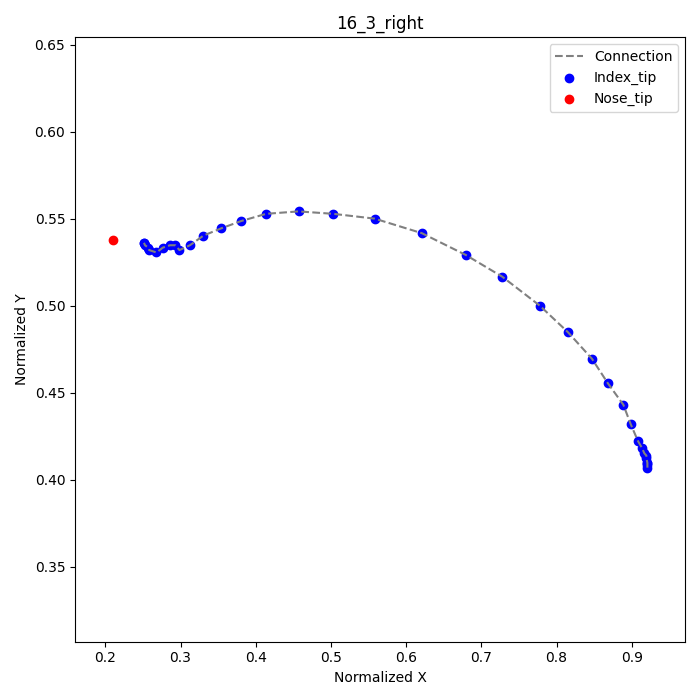 16_3_right
0.65
0.60
0.55
0.50
0.45
0.40
0.35
Normalized Y
Connection
Index_tip
Nose_tip
0.2 0.3 0.4 0.5 0.6 0.7 0.8 0.9
Normalized X